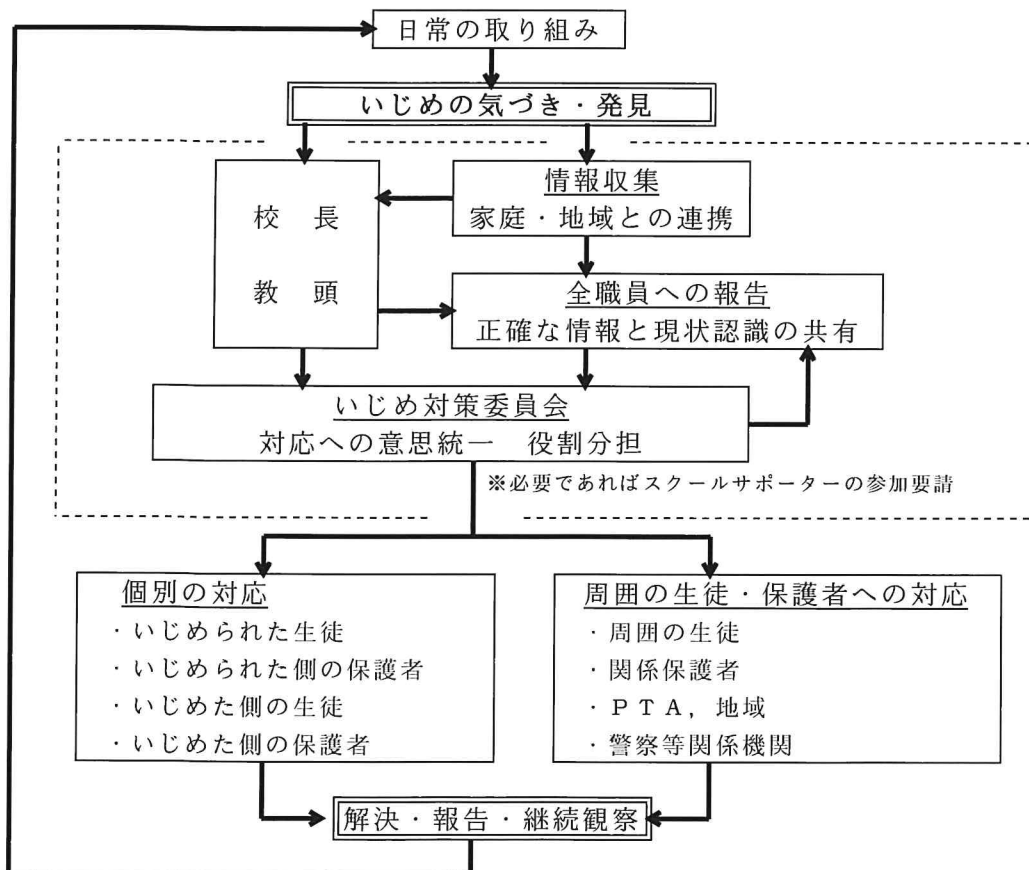 日常の取り組み
いじめの気づき・発見
校　長
教　頭
情報収集
家庭・地域との連携
全職員への報告
正確な情報と現状認識の共有
いじめ対策委員会
対応への意思統一　役割分担
※必要であればスクールサポーターの参加要請
個別の対応
・いじめられた生徒
・いじめられた側の保護者
・いじめた側の生徒
・いじめた側の保護者
周囲の生徒・保護者への対応
・周囲の生徒
・関係保護者
・ＰＴＡ，地域
・警察等関係機関
解決・報告・継続観察